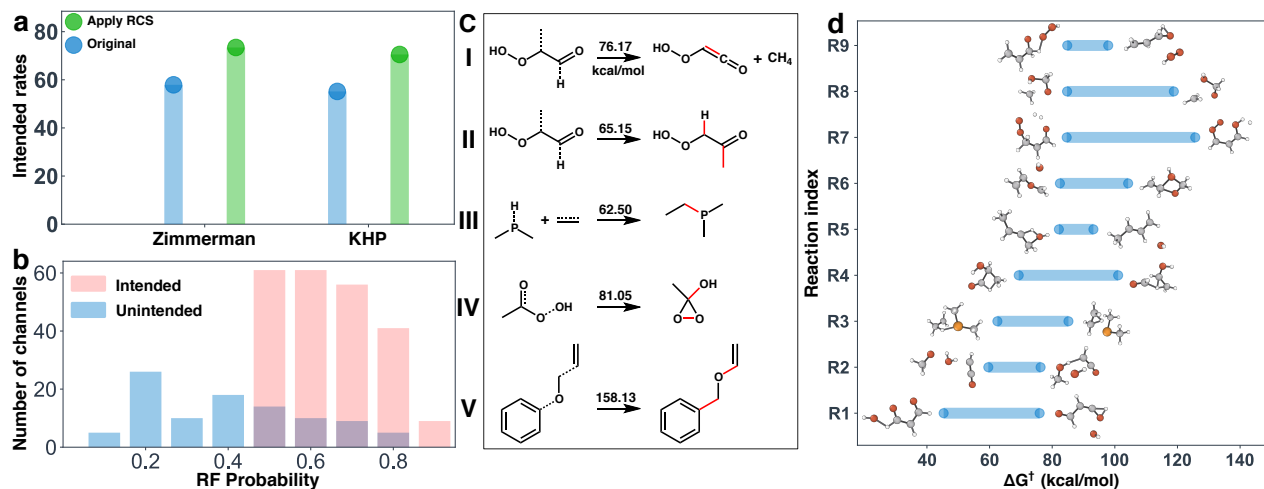 a
Apply RCS
Original
Intended rates
80
60
40
20
0
Zimmerman
KHP
b
Intended
Unintended
Number of channels
60
40
20
0
0.2
0.4
0.6
0.8
RF Probability
C
I
HO
O
O
H
76.17
kcal/mol
HO
O
C
O
+ CH4
II
HO
O
O
H
65.15
HO
O
H
O
III
H
P
+
62.50
P
IV
O
O
OH
81.05
OH
O
O
V
O
158.13
O
d
Reaction index
R9
R8
R7
R6
R5
R4
R3
R2
R1
40
60
80
100
120
140
ΔG† (kcal/mol)